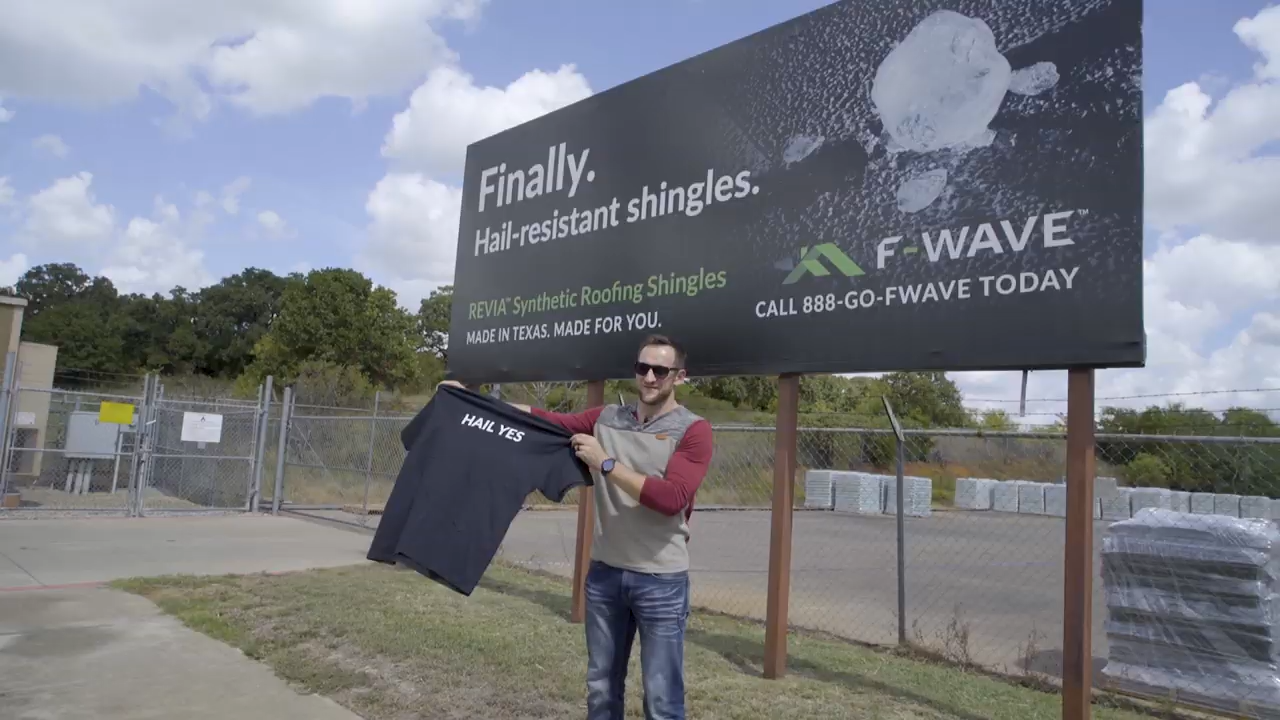 Finally.
Hail-resistant shingles.
REVIA™ Synthetic Roofing Shingles
MADE IN TEXAS. MADE FOR YOU.
F-WAVE™
CALL 888-GO-FWAVE TODAY
HAIL YES